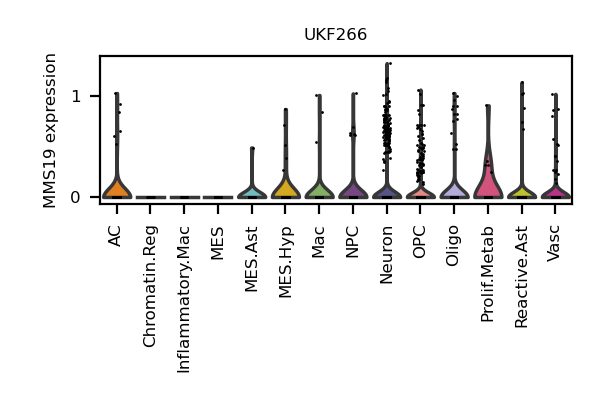 UKF266
MMS19 expression
1
0
AC
Chromatin.Reg
Inflammatory.Mac
MES
MES.Ast
MES.Hyp
Mac
NPC
Neuron
OPC
Oligo
Prolif.Metab
Reactive.Ast
Vasc